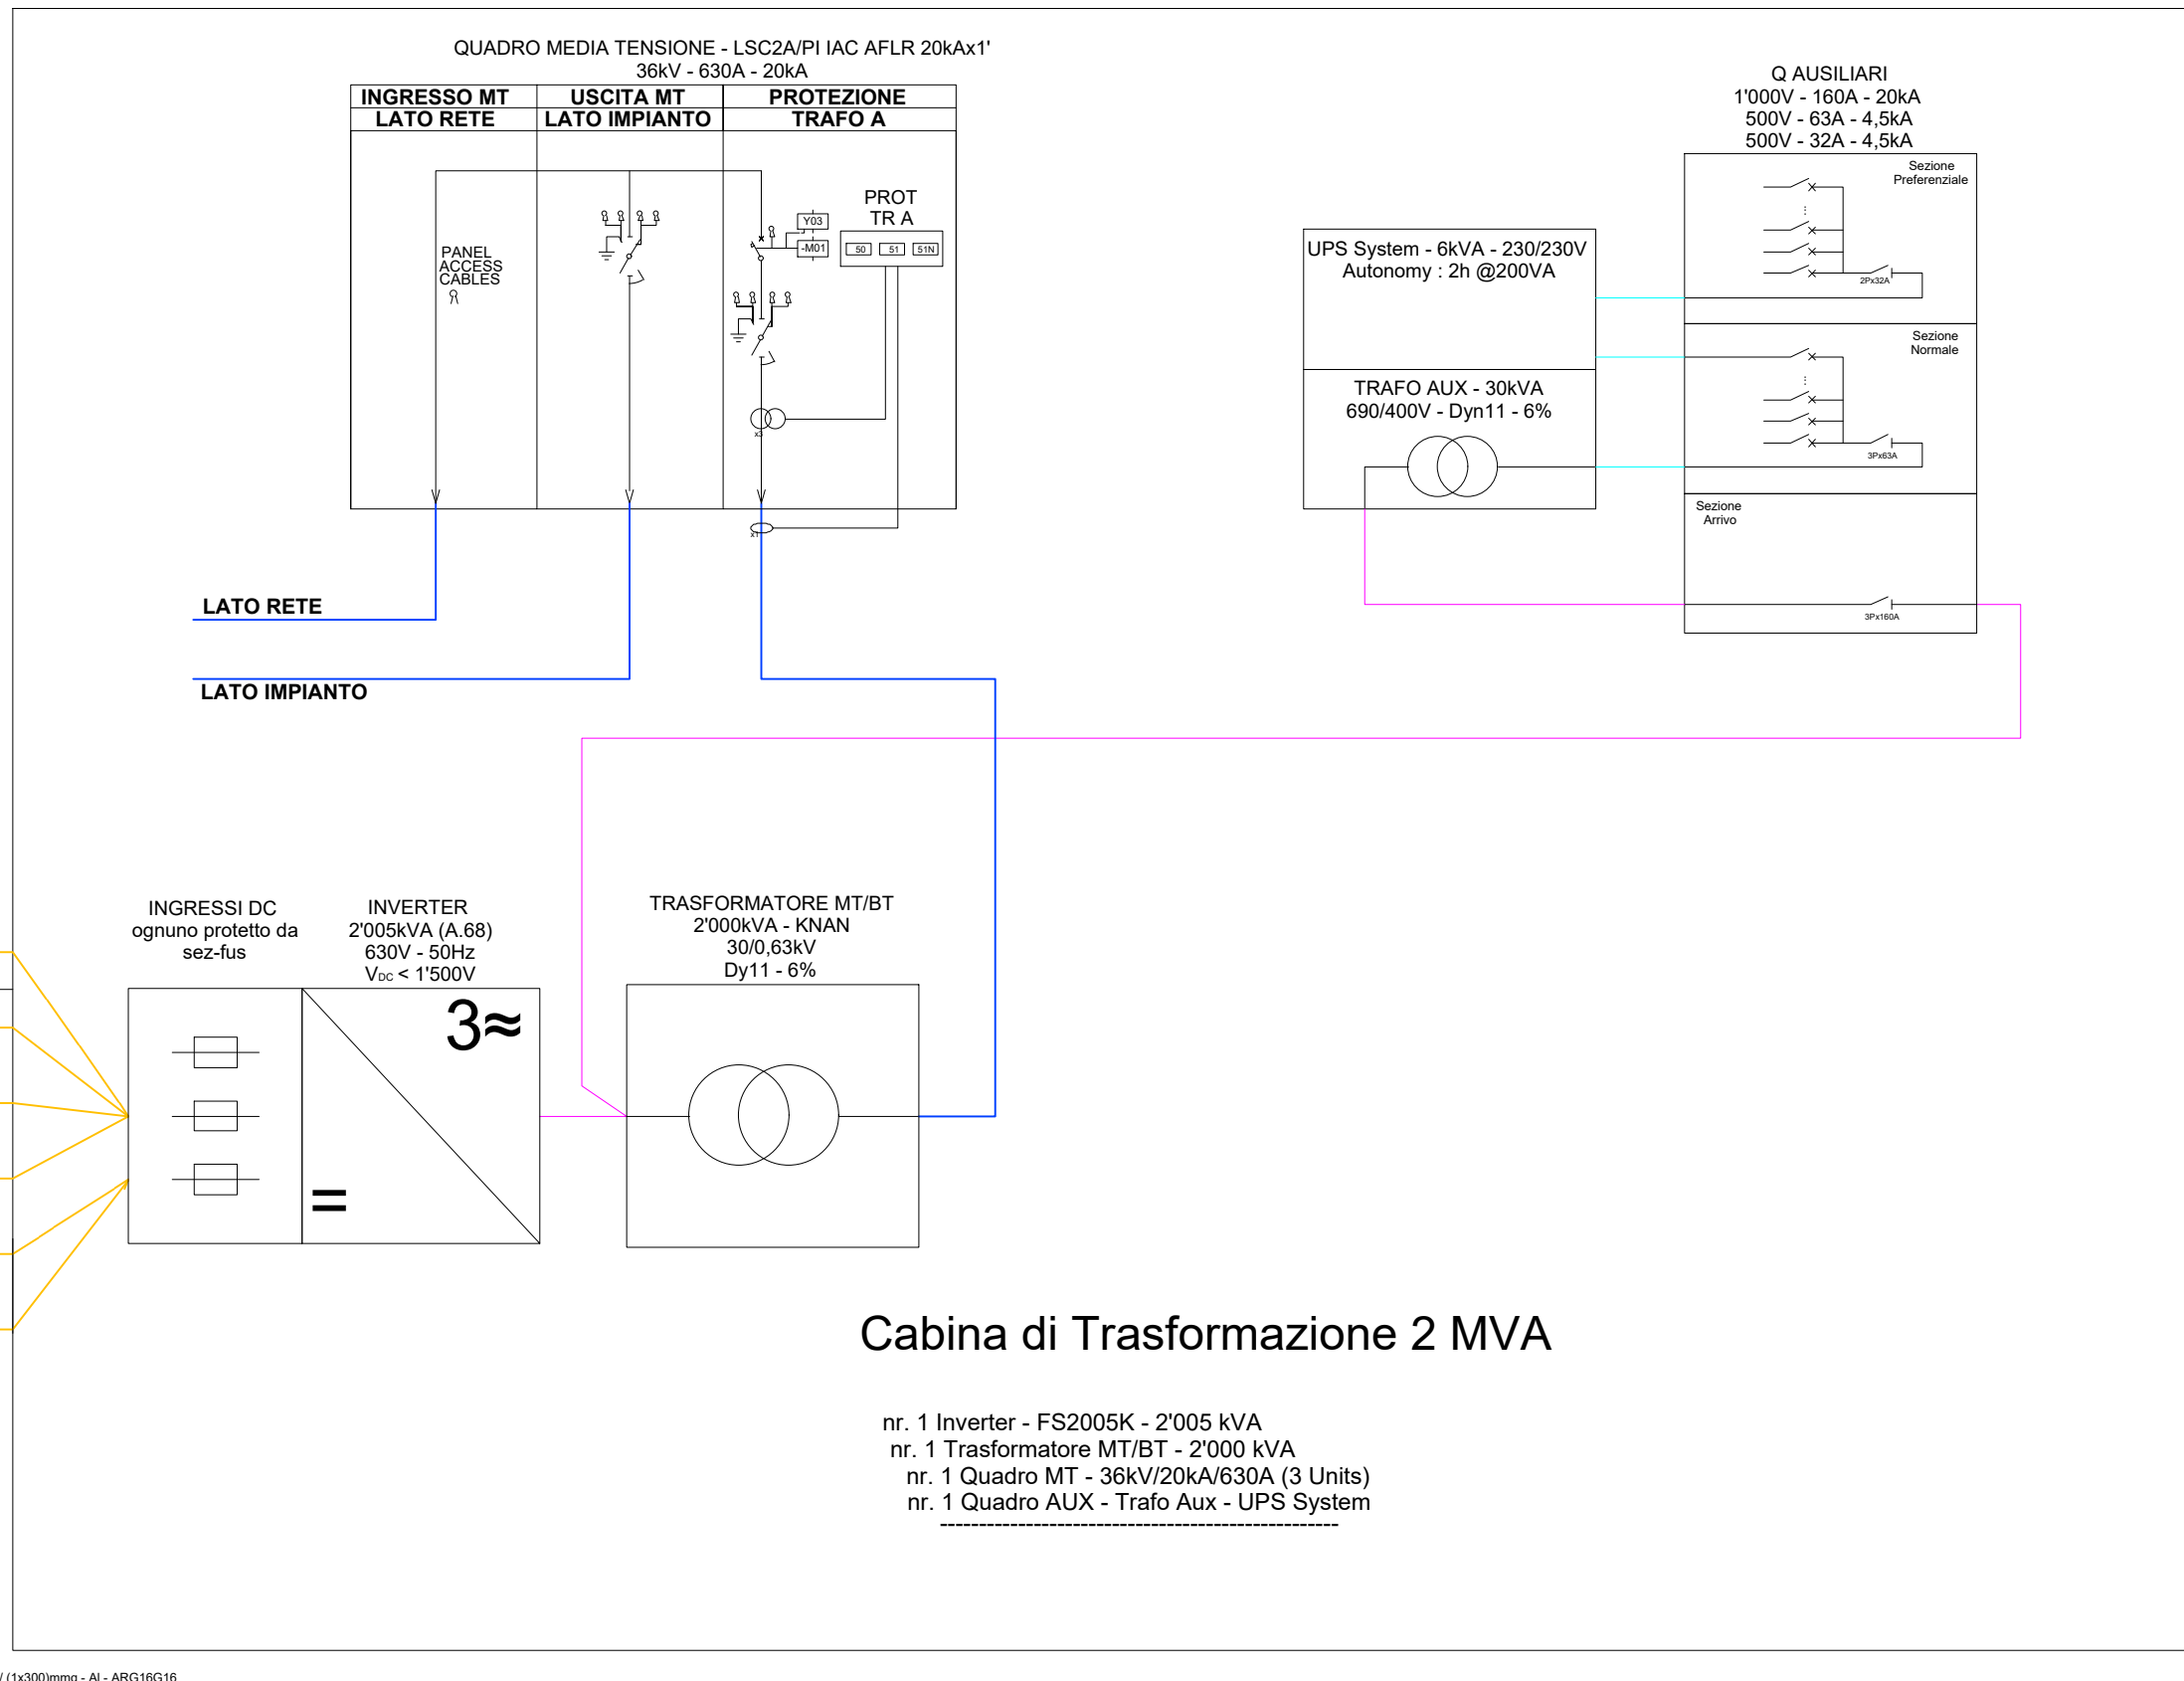 QUADRO MEDIA TENSIONE - LSC2A/PI IAC AFLR 20kAx1'
36kV - 630A - 20kA
INGRESSO MT
LATO RETE
USCITA MT
LATO IMPIANTO
PROTEZIONE
TRAFO A
PANEL
ACCESS
CABLES
PROT
TR A
Y03
-M01
50
51
51N
x3
x1
LATO RETE
LATO IMPIANTO
Q AUSILIARI
1'000V - 160A - 20kA
500V - 63A - 4,5kA
500V - 32A - 4,5kA
Sezione
Preferenziale
2Px32A
Sezione
Normale
3Px63A
Sezione
Arrivo
3Px160A
UPS System - 6kVA - 230/230V
Autonomy : 2h @200VA
TRAFO AUX - 30kVA
690/400V - Dyn11 - 6%
INGRESSI DC
ognuno protetto da
sez-fus
INVERTER
2'005kVA (A.68)
630V - 50Hz
VDC < 1'500V
3≈
=
TRASFORMATORE MT/BT
2'000kVA - KNAN
30/0,63kV
Dy11 - 6%
Cabina di Trasformazione 2 MVA
nr. 1 Inverter - FS2005K - 2'005 kVA
nr. 1 Trasformatore MT/BT - 2'000 kVA
nr. 1 Quadro MT - 36kV/20kA/630A (3 Units)
nr. 1 Quadro AUX - Trafo Aux - UPS System
---------------------------------------------------
/ (1x300)mmq - Al - ARG16G16